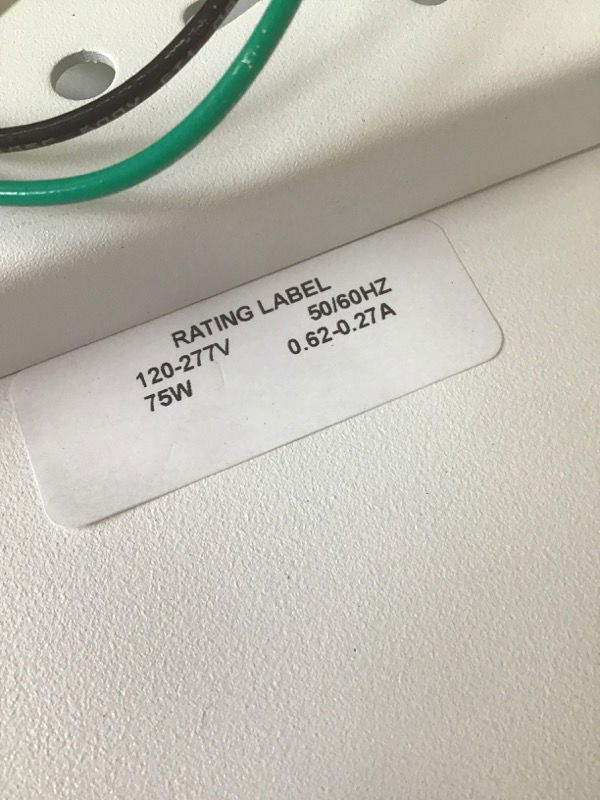 RATING LABEL
120-277V 50/60HZ
75W 0.62-0.27A